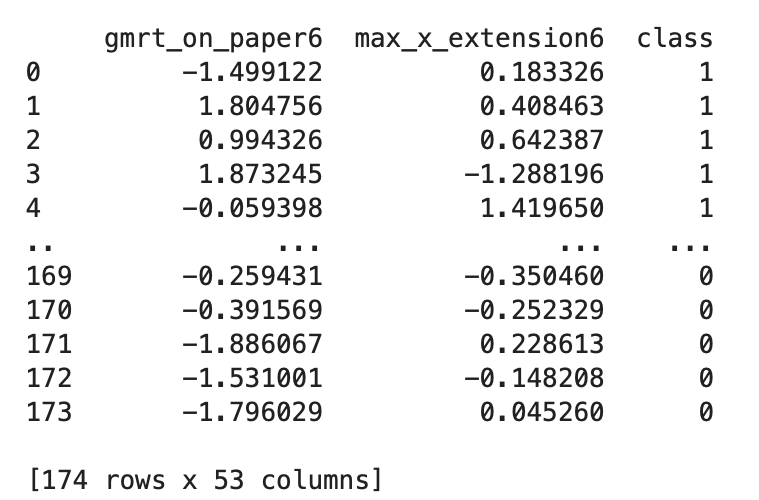 gmrt_on_paper6 max_x_extension6 class
0 -1.499122 0.183326 1
1 1.804756 0.408463 1
2 0.994326 0.642387 1
3 1.873245 -1.288196 1
4 -0.059398 1.419650 1
.. ... ... ...
169 -0.259431 -0.350460 0
170 -0.391569 -0.252329 0
171 -1.886067 0.228613 0
172 -1.531001 -0.148208 0
173 -1.796029 0.045260 0
[174 rows x 53 columns]